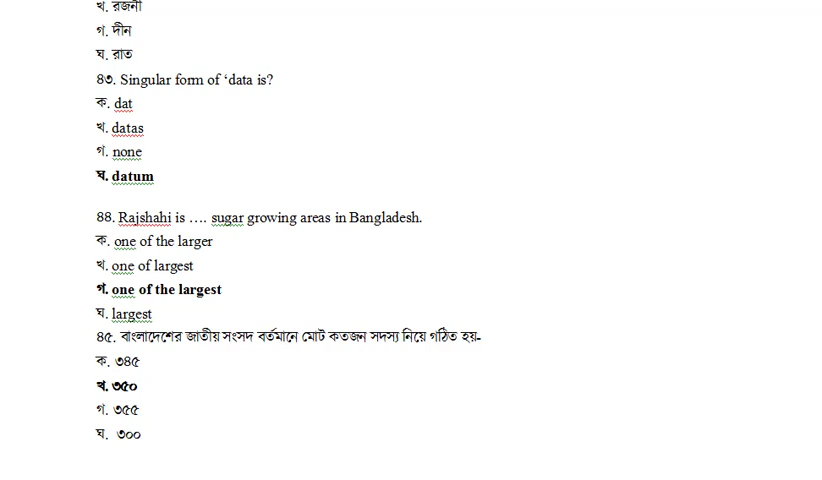 খ. রজনী
গ. দীন
ঘ. রাত
৪৩. Singular form of ‘data is?
ক. dat
খ. datas
গ. none
ঘ. datum
৪৪. Rajshahi is …. sugar growing areas in Bangladesh.
ক. one of the larger
খ. one of largest
গ. one of the largest
ঘ. largest
৪৫. বাংলাদেশের জাতীয় সংসদ বর্তমানে মোট কতজন সদস্য নিয়ে গঠিত হয়-
ক. ৩৪৫
খ. ৩৫০
গ. ৩৫৫
ঘ. ৩০০